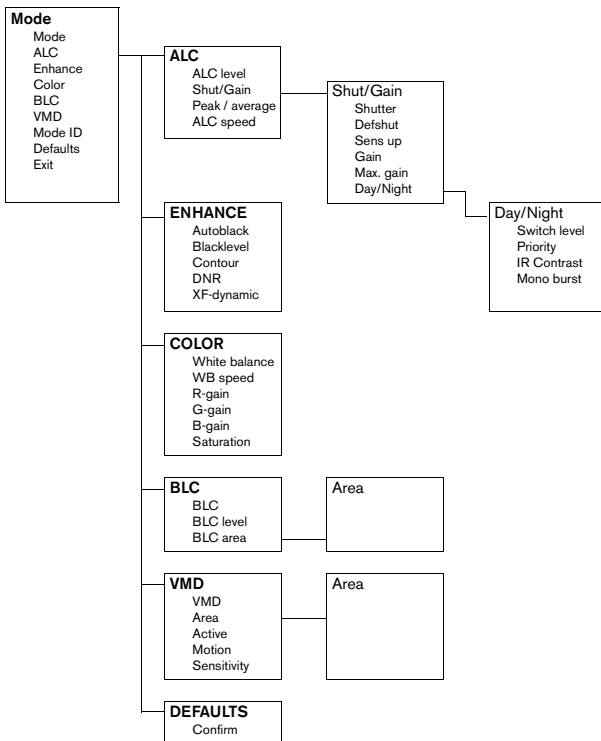 Mode
Mode
ALC
Enhance
Color
BLC
VMD
Mode ID
Defaults
Exit
ALC
ALC level
Shut/Gain
Peak / average
ALC speed
Shut/Gain
Shutter
Defshut
Sens up
Gain
Max. gain
Day/Night
Day/Night
Switch level
Priority
IR Contrast
Mono burst
ENHANCE
Autoblack
Blacklevel
Contour
DNR
XF-dynamic
COLOR
White balance
WB speed
R-gain
G-gain
B-gain
Saturation
BLC
BLC
BLC level
BLC area
Area
VMD
VMD
Area
Active
Motion
Sensitivity
Area
DEFAULTS
Confirm